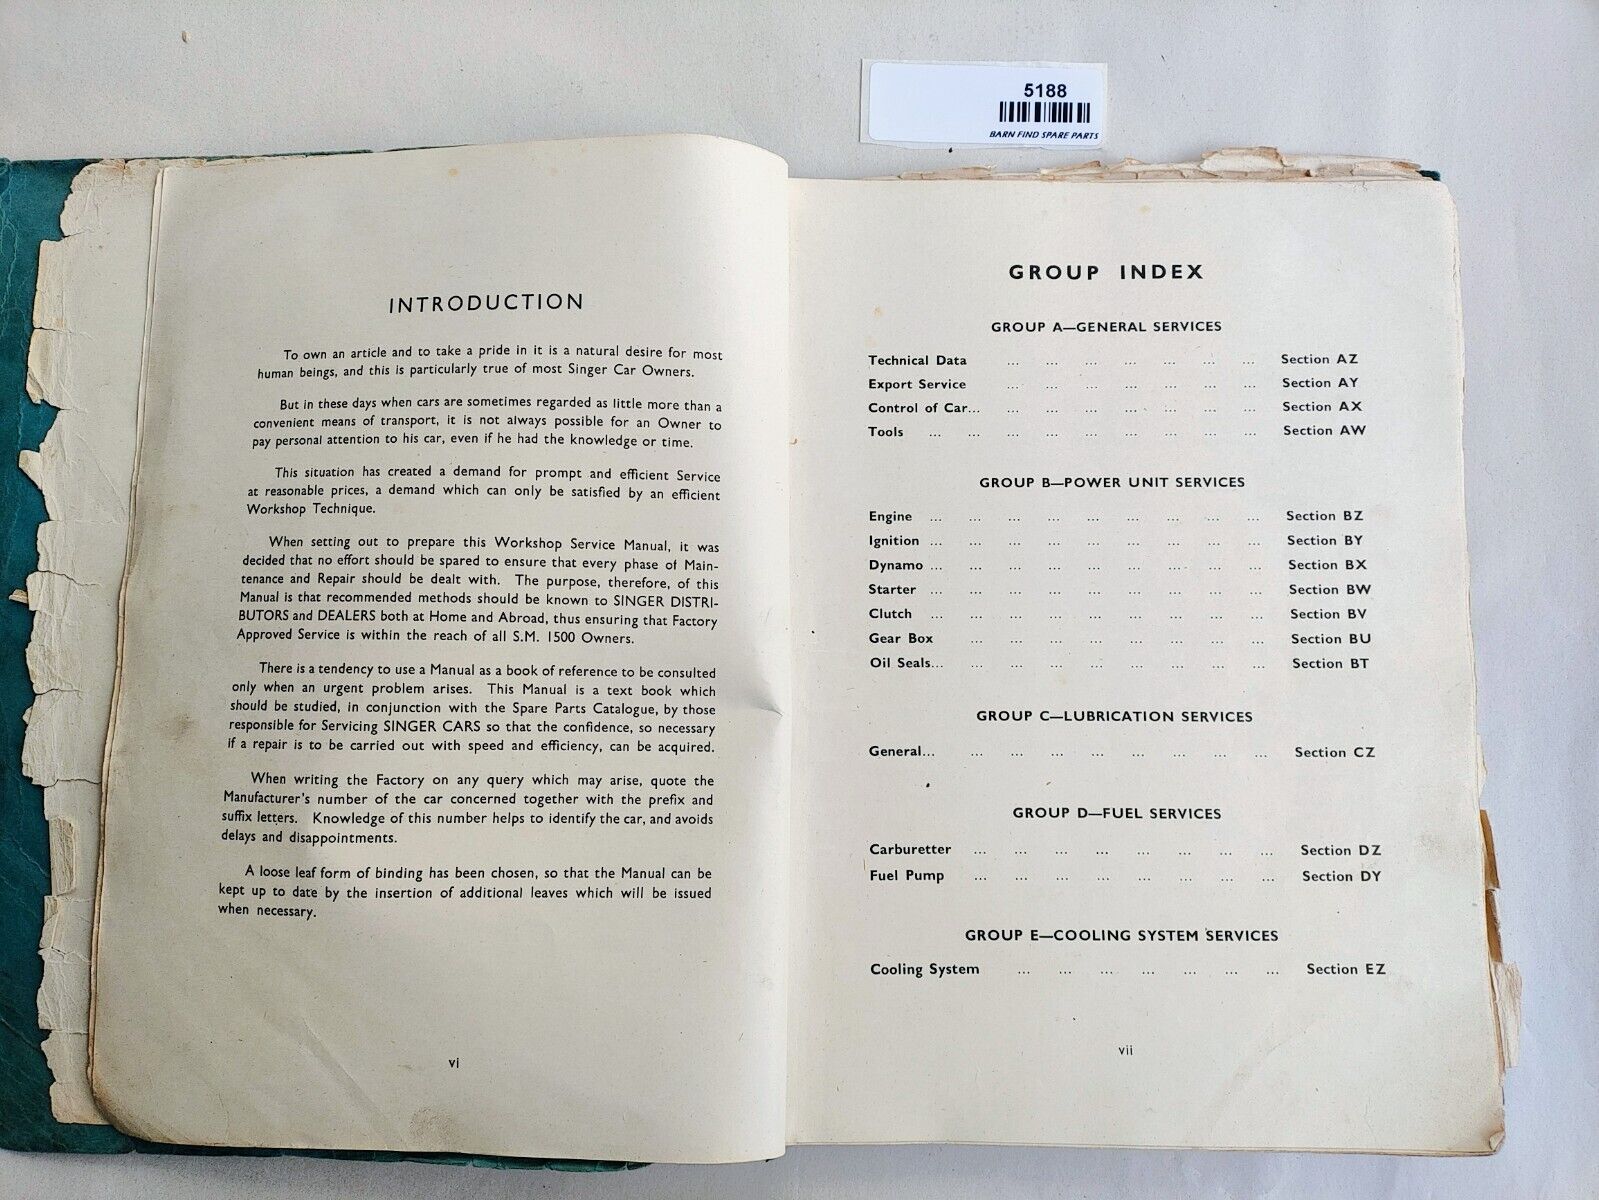 5188
BARN FIND SPARE PARTS
INTRODUCTION
To own an article and to take a pride in it is a natural desire for most
human beings, and this is particularly true of most Singer Car Owners.
But in these days when cars are sometimes regarded as little more than a
convenient means of transport, it is not always possible for an Owner to
pay personal attention to his car, even if he had the knowledge or time.
This situation has created a demand for prompt and efficient Service
at reasonable prices, a demand which can only be satisfied by an efficient
Workshop Technique.
When setting out to prepare this Workshop Service Manual, it was
decided that no effort should be spared to ensure that every phase of Main-
tenance and Repair should be dealt with. The purpose, therefore, of this
Manual is that recommended methods should be known to SINGER DISTRI-
BUTORS and DEALERS both at Home and Abroad, thus ensuring that Factory
Approved Service is within the reach of all S.M. 1500 Owners.
There is a tendency to use a Manual as a book of reference to be consulted
only when an urgent problem arises. This Manual is a text book which
should be studied, in conjunction with the Spare Parts Catalogue, by those
responsible for Servicing SINGER CARS so that the confidence, so necessary
if a repair is to be carried out with speed and efficiency, can be acquired.
When writing the Factory on any query which may arise, quote the
Manufacturer's number of the car concerned together with the prefix and
suffix letters. Knowledge of this number helps to identify the car, and avoids
delays and disappointments.
A loose leaf form of binding has been chosen, so that the Manual can be
kept up to date by the insertion of additional leaves which will be issued
when necessary.
vi
GROUP INDEX
GROUP A—GENERAL SERVICES
Technical Data ... ... ... ... ... ... ... Section AZ
Export Service ... ... ... ... ... ... ... Section AY
Control of Car... ... ... ... ... ... ... ... Section AX
Tools ... ... ... ... ... ... ... ... ... Section AW
GROUP B—POWER UNIT SERVICES
Engine ... ... ... ... ... ... ... ... ... Section BZ
Ignition ... ... ... ... ... ... ... ... ... Section BY
Dynamo ... ... ... ... ... ... ... ... ... Section BX
Starter ... ... ... ... ... ... ... ... ... Section BW
Clutch ... ... ... ... ... ... ... ... ... Section BV
Gear Box ... ... ... ... ... ... ... ... Section BU
Oil Seals... ... ... ... ... ... ... ... ... Section BT
GROUP C—LUBRICATION SERVICES
General... ... ... ... ... ... ... ... ... Section CZ
GROUP D—FUEL SERVICES
Carburetter ... ... ... ... ... ... ... ... Section DZ
Fuel Pump ... ... ... ... ... ... ... ... Section DY
GROUP E—COOLING SYSTEM SERVICES
Cooling System ... ... ... ... ... ... ... Section EZ
vii